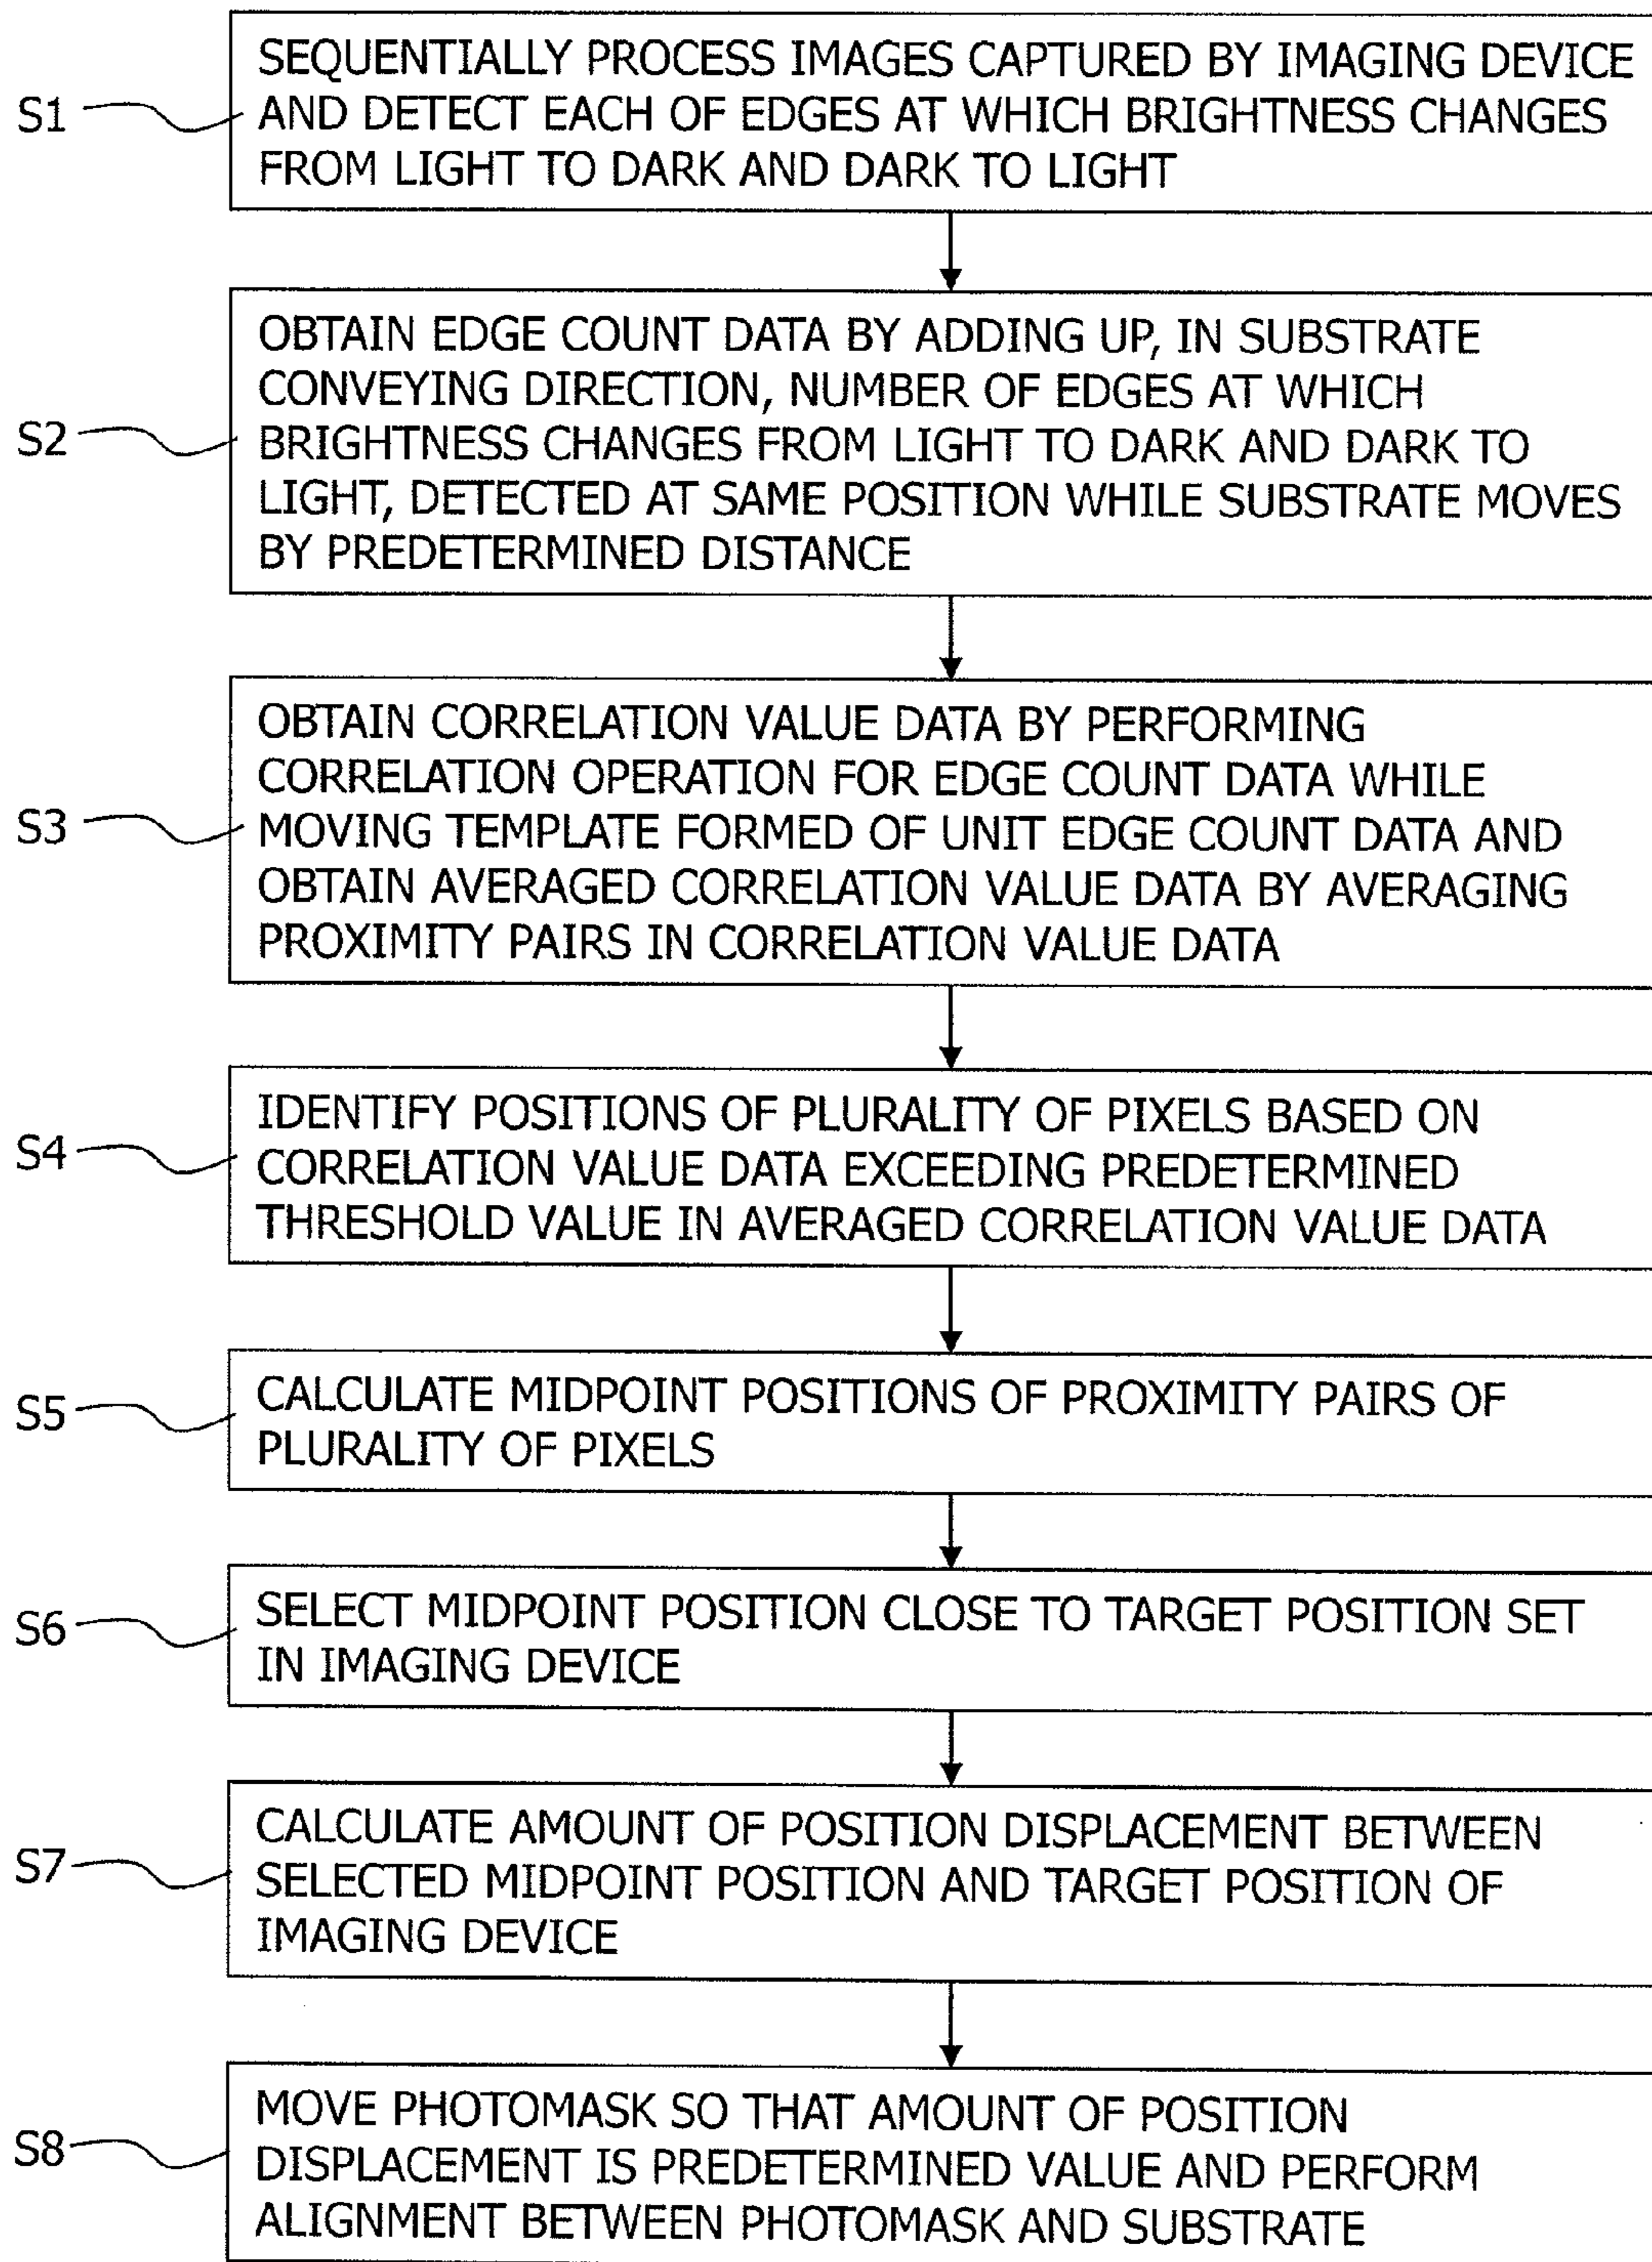 S1
SEQUENTIALLY PROCESS IMAGES CAPTURED BY IMAGING DEVICE
AND DETECT EACH OF EDGES AT WHICH BRIGHTNESS CHANGES
FROM LIGHT TO DARK AND DARK TO LIGHT
S2
OBTAIN EDGE COUNT DATA BY ADDING UP, IN SUBSTRATE
CONVEYING DIRECTION, NUMBER OF EDGES AT WHICH
BRIGHTNESS CHANGES FROM LIGHT TO DARK AND DARK TO
LIGHT, DETECTED AT SAME POSITION WHILE SUBSTRATE MOVES
BY PREDETERMINED DISTANCE
S3
OBTAIN CORRELATION VALUE DATA BY PERFORMING
CORRELATION OPERATION FOR EDGE COUNT DATA WHILE
MOVING TEMPLATE FORMED OF UNIT EDGE COUNT DATA AND
OBTAIN AVERAGED CORRELATION VALUE DATA BY AVERAGING
PROXIMITY PAIRS IN CORRELATION VALUE DATA
S4
IDENTIFY POSITIONS OF PLURALITY OF PIXELS BASED ON
CORRELATION VALUE DATA EXCEEDING PREDETERMINED
THRESHOLD VALUE IN AVERAGED CORRELATION VALUE DATA
S5
CALCULATE MIDPOINT POSITIONS OF PROXIMITY PAIRS OF
PLURALITY OF PIXELS
S6
SELECT MIDPOINT POSITION CLOSE TO TARGET POSITION SET
IN IMAGING DEVICE
S7
CALCULATE AMOUNT OF POSITION DISPLACEMENT BETWEEN
SELECTED MIDPOINT POSITION AND TARGET POSITION OF
IMAGING DEVICE
S8
MOVE PHOTOMASK SO THAT AMOUNT OF POSITION
DISPLACEMENT IS PREDETERMINED VALUE AND PERFORM
ALIGNMENT BETWEEN PHOTOMASK AND SUBSTRATE